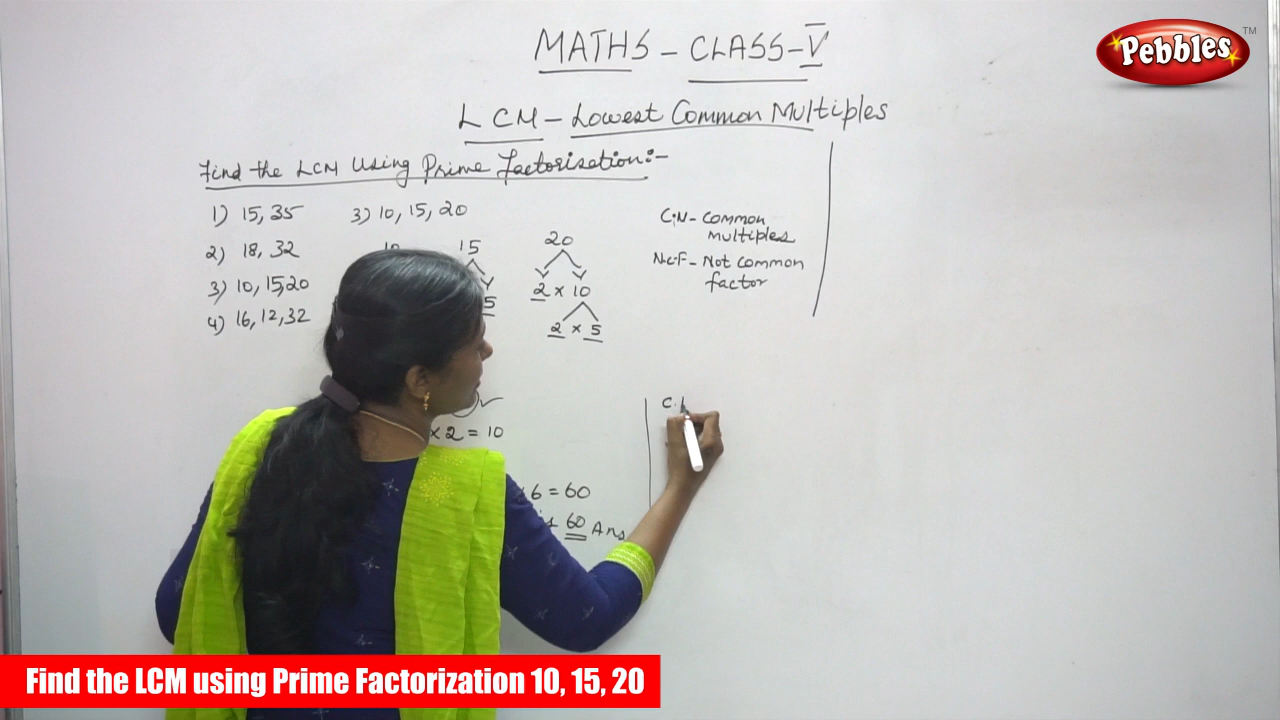 MATHS - CLASS - V
Pebbles TM
LCM - Lowest Common Multiples
Find the LCM Using Prime Factorisation:-
1) 15, 35
3) 10, 15, 20
2) 18, 32
3) 10, 15, 20
4) 16, 12, 32
10
15
5
20
2 × 10
2 × 5
C.N - Common
multiples
N.C.F - Not common
factor
× 2 = 10
6 = 60
is 60 Ans
C.
Find the LCM using Prime Factorization 10, 15, 20